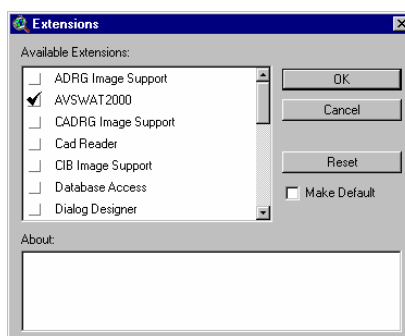 Extensions
Available Extensions:
ADRG Image Support
AVSWAT2000
CADRG Image Support
Cad Reader
CIB Image Support
Database Access
Dialog Designer
OK
Cancel
Reset
Make Default
About: